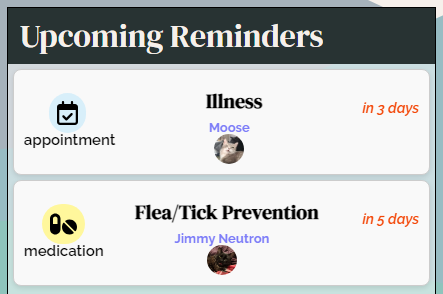 Upcoming Reminders
Illness
in 3 days
Moose
appointment
Flea/Tick Prevention
in 5 days
Jimmy Neutron
medication